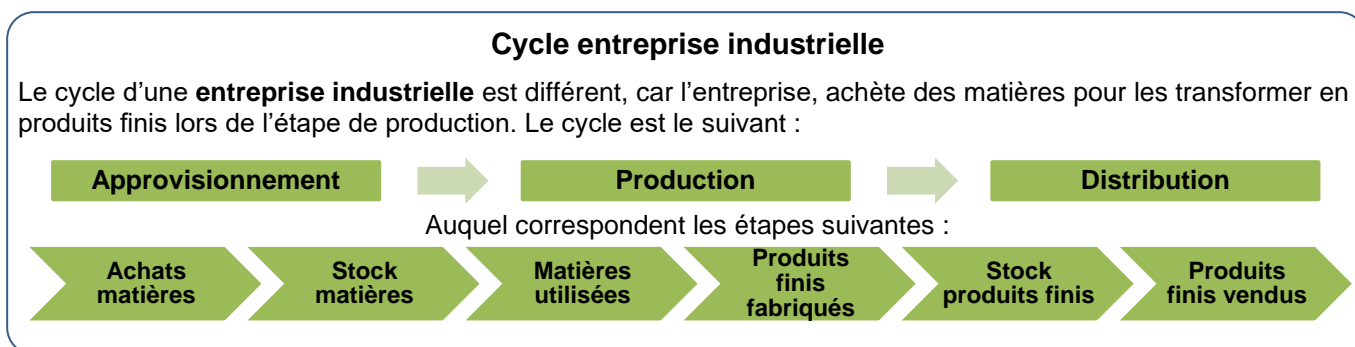 Cycle entreprise industrielle
Le cycle d’une entreprise industrielle est différent, car l’entreprise, achète des matières pour les transformer en
produits finis lors de l’étape de production. Le cycle est le suivant :
Approvisionnement
Production
Distribution
Auquel correspondent les étapes suivantes :
Achats
matières
Stock
matières
Matières
utilisées
Produits
finis
fabriqués
Stock
produits finis
Produits
finis vendus